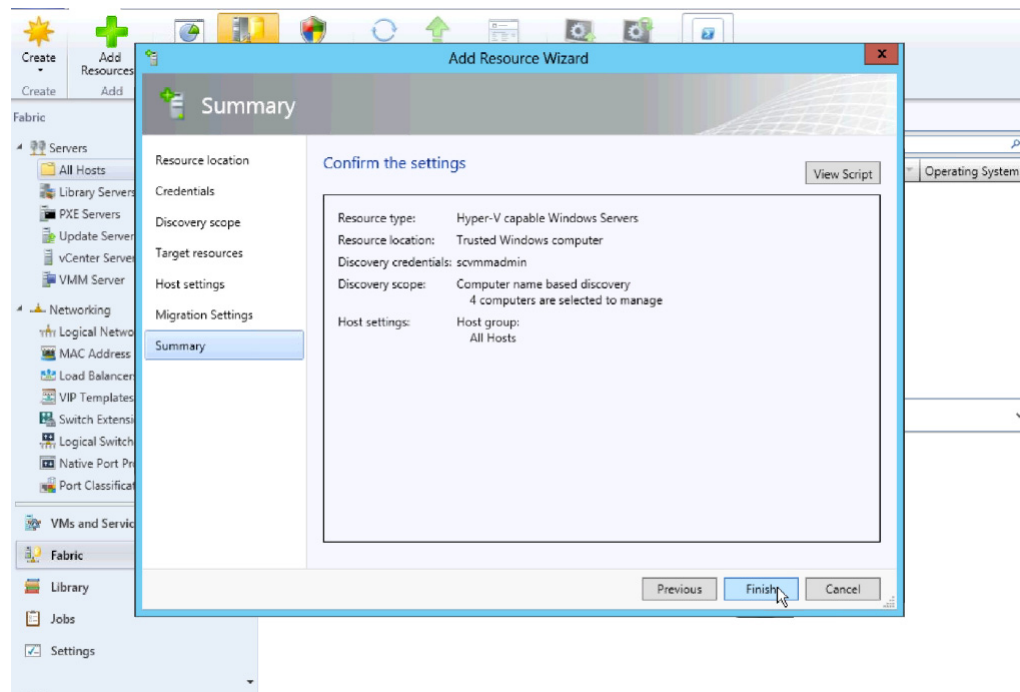 Create
Add
Resources
Create
Add
Fabric
Servers
All Hosts
Library Servers
PXE Servers
Update Server
vCenter Server
VMM Server
Networking
Logical Netwo
MAC Address
Load Balancer
VIP Templates
Switch Extensi
Logical Switch
Native Port Pr
Port Classificat
VMs and Servic
Fabric
Library
Jobs
Settings
Add Resource Wizard
x
Summary
Resource location
Credentials
Discovery scope
Target resources
Host settings
Migration Settings
Summary
Confirm the settings
View Script
Resource type: Hyper-V capable Windows Servers
Resource location: Trusted Windows computer
Discovery credentials: scvmmadmin
Discovery scope: Computer name based discovery
4 computers are selected to manage
Host settings: Host group:
All Hosts
Previous Finish Cancel
Operating System